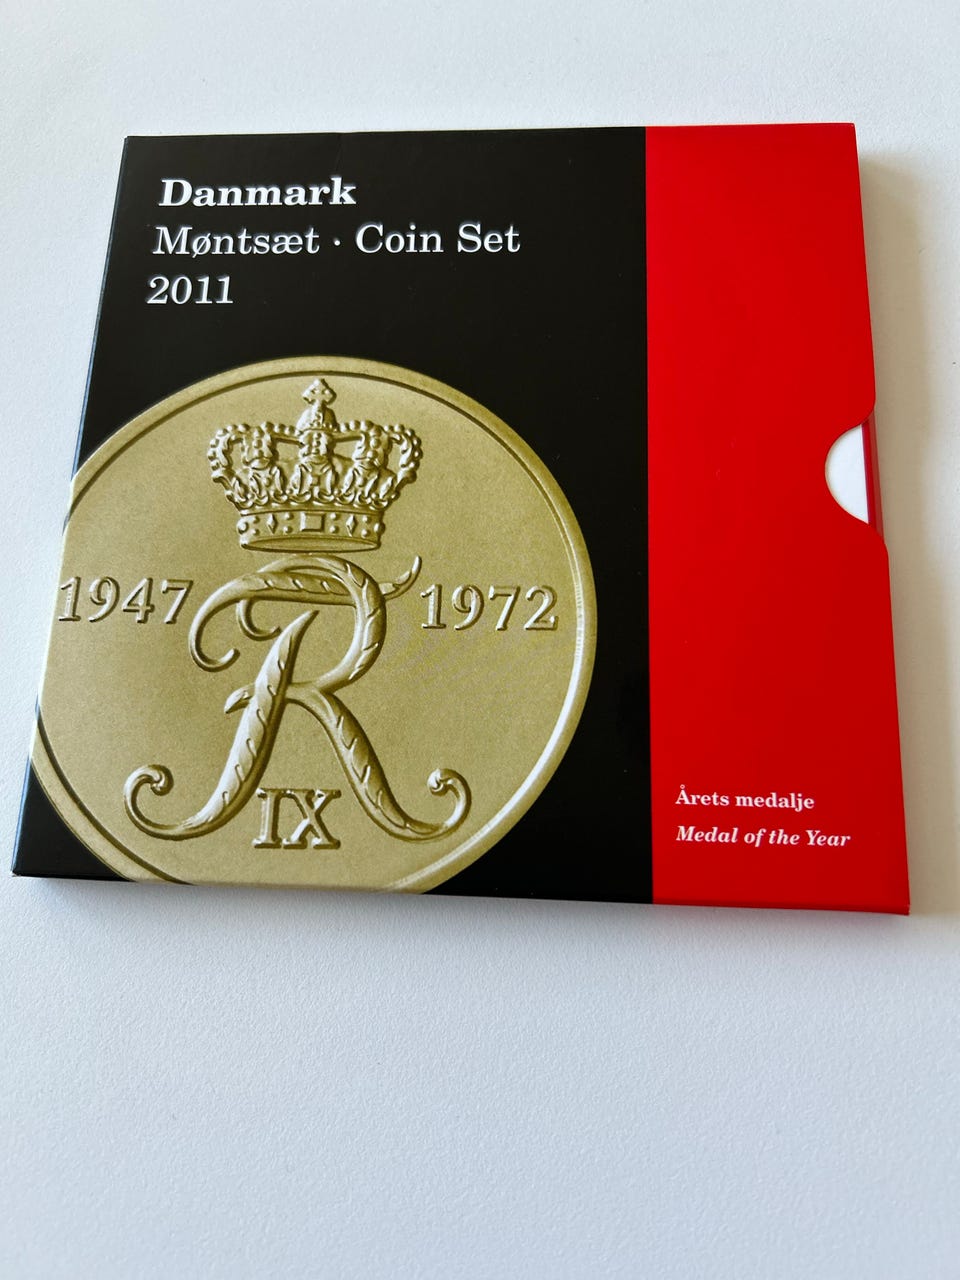 Danmark
Møntsæt · Coin Set
2011
1947 1972
R
IX
Årets medalje
Medal of the Year